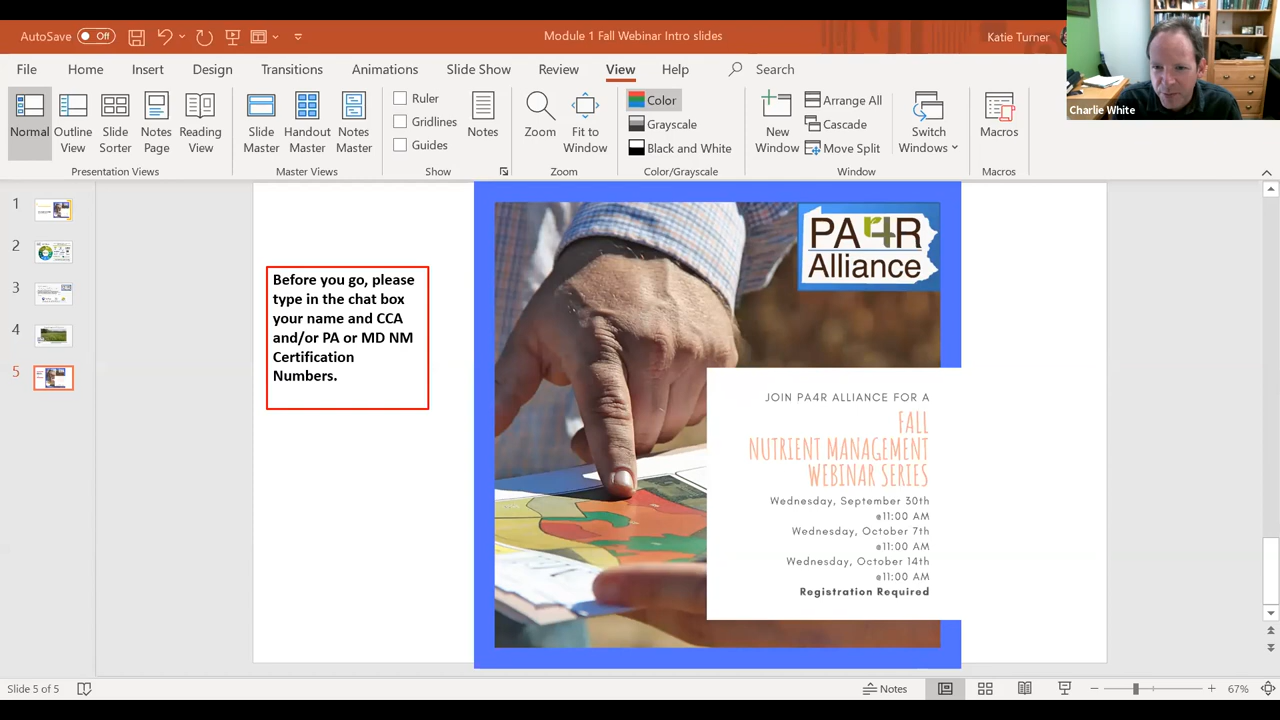 AutoSave Off
Module 1 Fall Webinar Intro slides
Katie Turner
File Home Insert Design Transitions Animations Slide Show Review View Help Search
Normal
Outline View
Slide Sorter
Notes Page
Reading View
Presentation Views
Slide Master
Handout Master
Notes Master
Master Views
Ruler
Gridlines
Guides
Show
Notes
Zoom
Fit to Window
Zoom
Color
Grayscale
Black and White
Color/Grayscale
New Window
Arrange All
Cascade
Move Split
Switch Windows
Window
Macros
Macros
Charlie White
1
2
3
4
5
Before you go, please
type in the chat box
your name and CCA
and/or PA or MD NM
Certification
Numbers.
PA4R
Alliance
JOIN PA4R ALLIANCE FOR A
FALL
NUTRIENT MANAGEMENT
WEBINAR SERIES
Wednesday, September 30th
@11:00 AM
Wednesday, October 7th
@11:00 AM
Wednesday, October 14th
@11:00 AM
Registration Required
Slide 5 of 5
Notes
67%